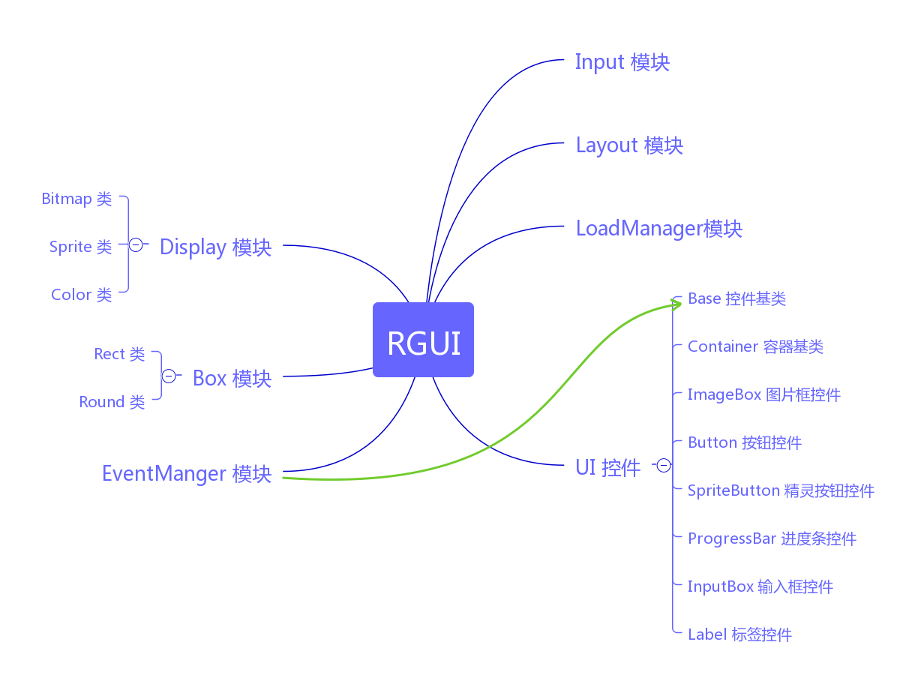 RGUI
Input 模块
Layout 模块
LoadManager模块
UI 控件
Base 控件基类
Container 容器基类
ImageBox 图片框控件
Button 按钮控件
SpriteButton 精灵按钮控件
ProgressBar 进度条控件
InputBox 输入框控件
Label 标签控件
Display 模块
Bitmap 类
Sprite 类
Color 类
Box 模块
Rect 类
Round 类
EventManger 模块